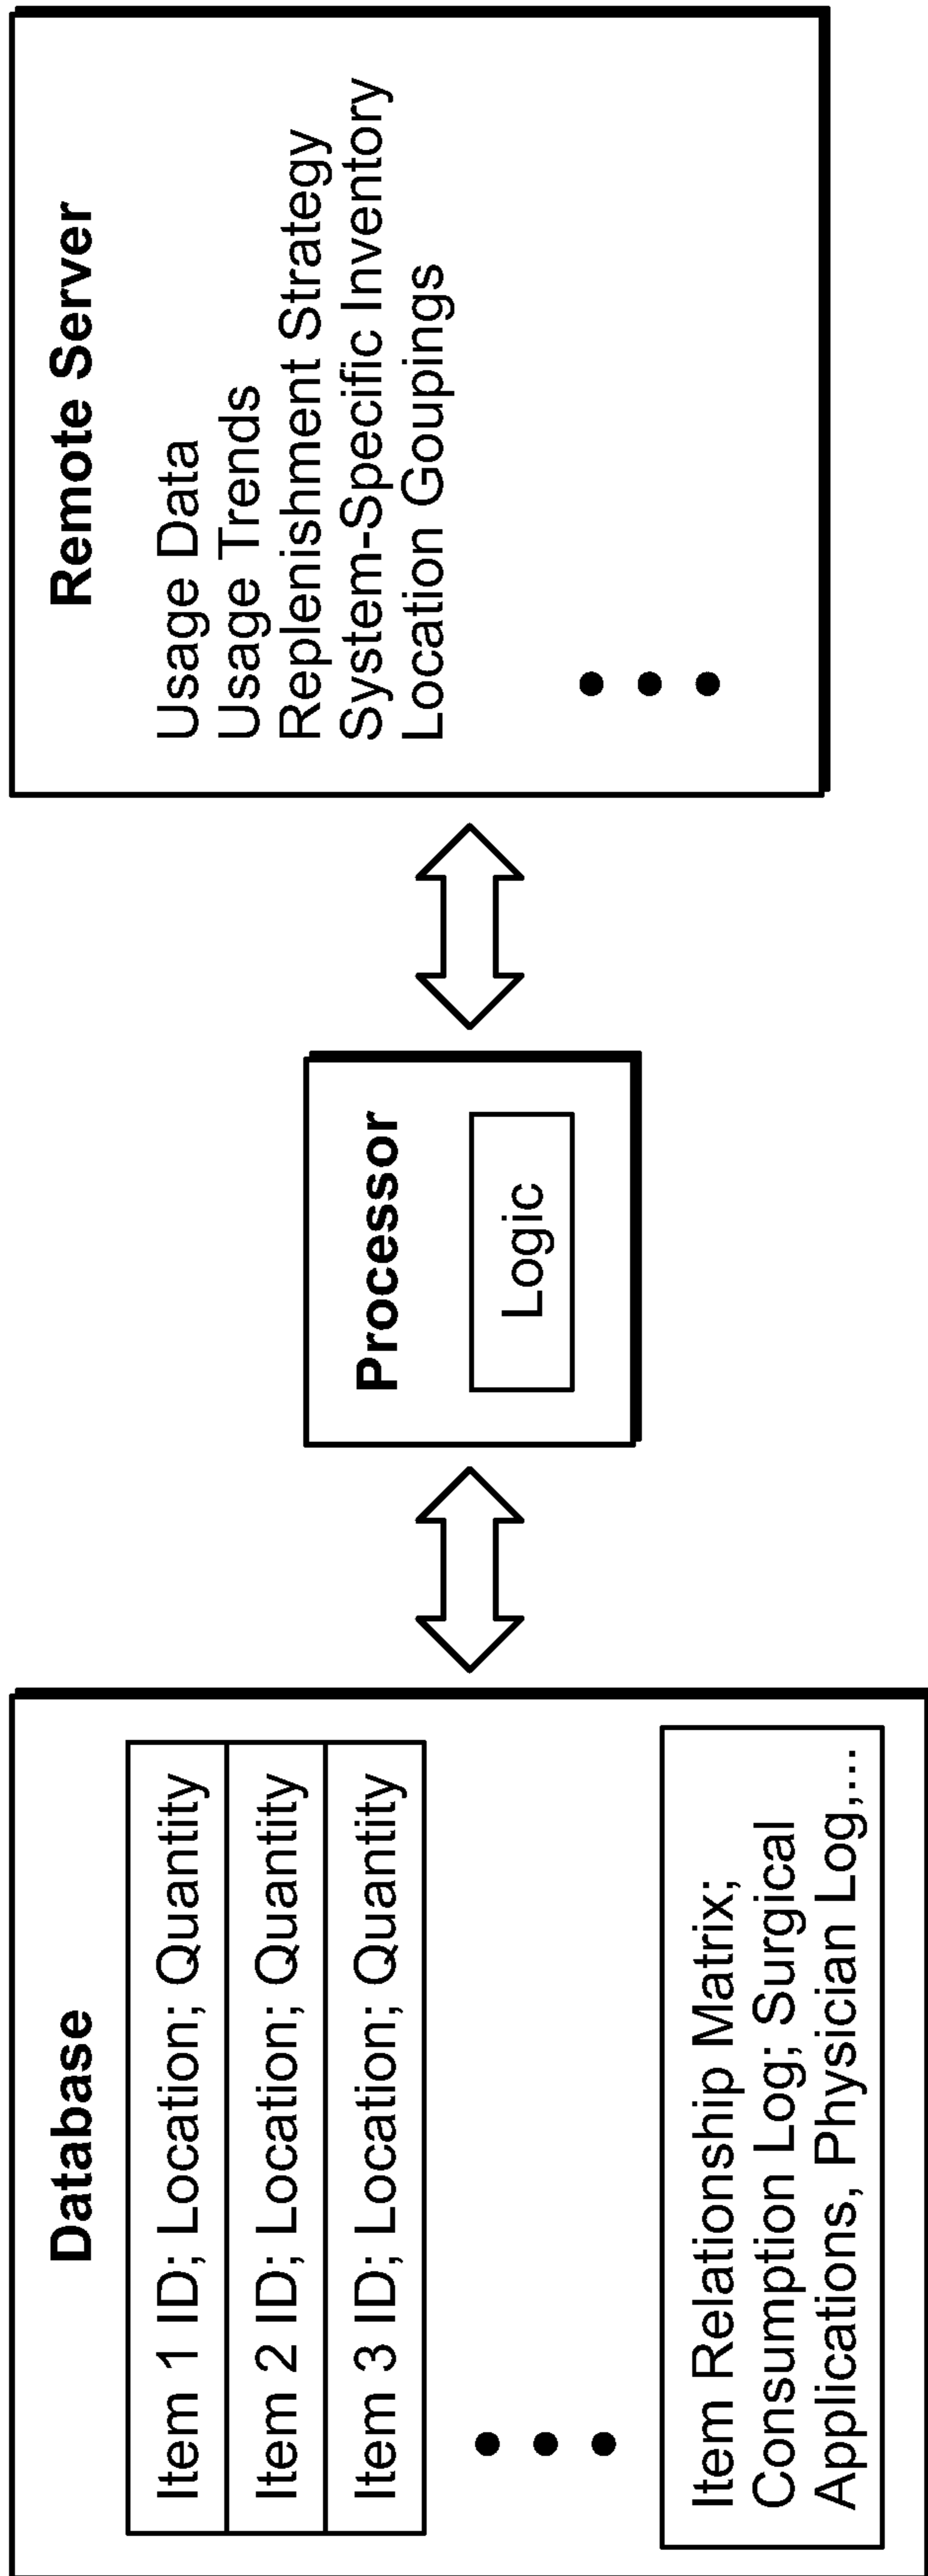 Database
Item 1 ID; Location; Quantity
Item 2 ID; Location; Quantity
Item 3 ID; Location; Quantity
Item Relationship Matrix;
Consumption Log; Surgical
Applications, Physician Log,...
Processor
Logic
Remote Server
Usage Data
Usage Trends
Replenishment Strategy
System-Specific Inventory
Location Goupings